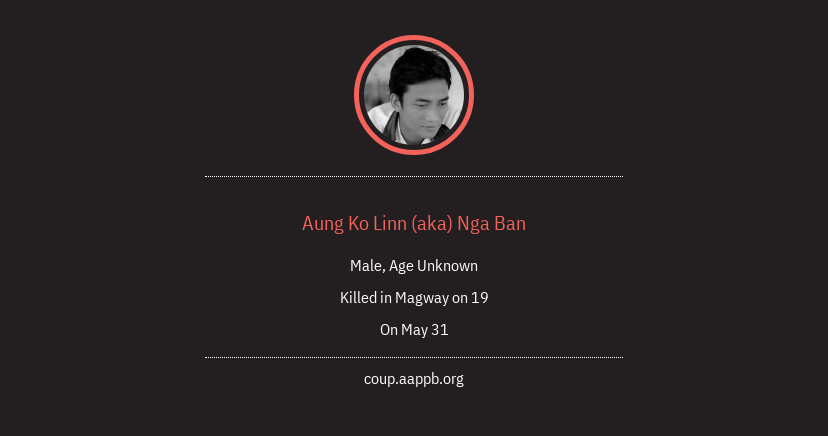 Aung Ko Linn (aka) Nga Ban
Male, Age Unknown
Killed in Magway on 19
On May 31
coup.aappb.org